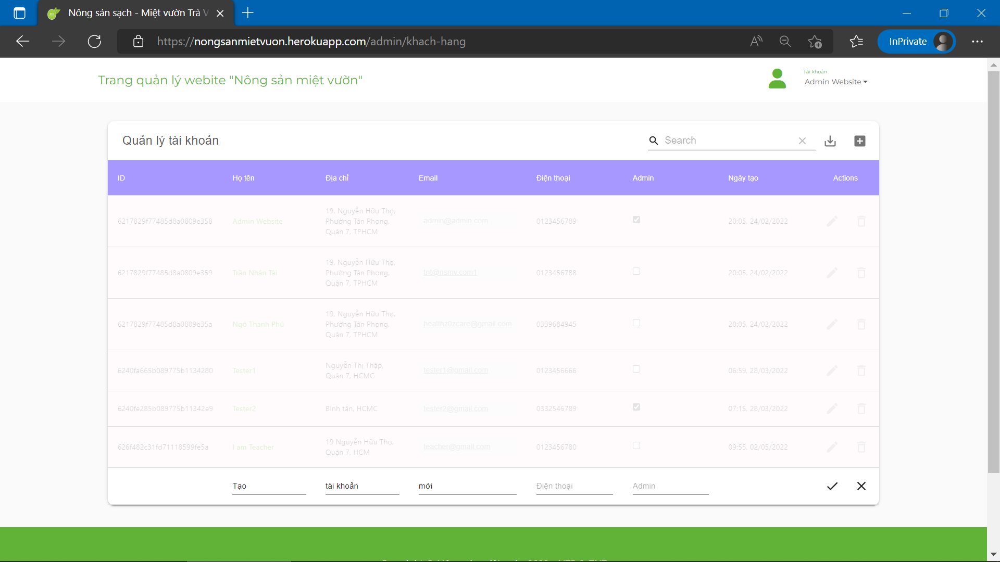 Nông sản sạch - Miệt vườn Trà V
https://nongsanmietvuon.herokuapp.com/admin/khach-hang
InPrivate
Trang quản lý webite "Nông sản miệt vườn"
Tài khoản
Admin Website
Quản lý tài khoản
Search
ID Họ tên Địa chỉ Email Điện thoại Admin Ngày tạo Actions
19, Nguyễn Hữu Thọ,
6217829f77485d8a0809e358 Admin Website Phường Tân Phong, admin@admin.com 0123456789 20:05, 24/02/2022
Quận 7, TPHCM
19, Nguyễn Hữu Thọ,
6217829f77485d8a0809e359 Trần Nhân Tài Phường Tân Phong, tnt@nsmv.com1 0123456788 20:05, 24/02/2022
Quận 7, TPHCM
19, Nguyễn Hữu Thọ,
6217829f77485d8a0809e35a Ngô Thanh Phú Phường Tân Phong, healthz0zcare@gmail.com 0339684945 20:05, 24/02/2022
Quận 7, TPHCM
Nguyễn Thị Thập,
6240fa665b089775b1134280 Tester1 Quận 7, HCMC tester1@gmail.com 0123456666 06:59, 28/03/2022
6240fe285b089775b11342e9 Tester2 Bình tân, HCMC tester2@gmail.com 0332546789 07:15, 28/03/2022
19 Nguyễn Hữu Thọ,
626f482c31fd71118599fe5a I am Teacher Quận 7, HCM teacher@gmail.com 0123456780 09:55, 02/05/2022
Tạo tài khoản mới Điện thoại Admin